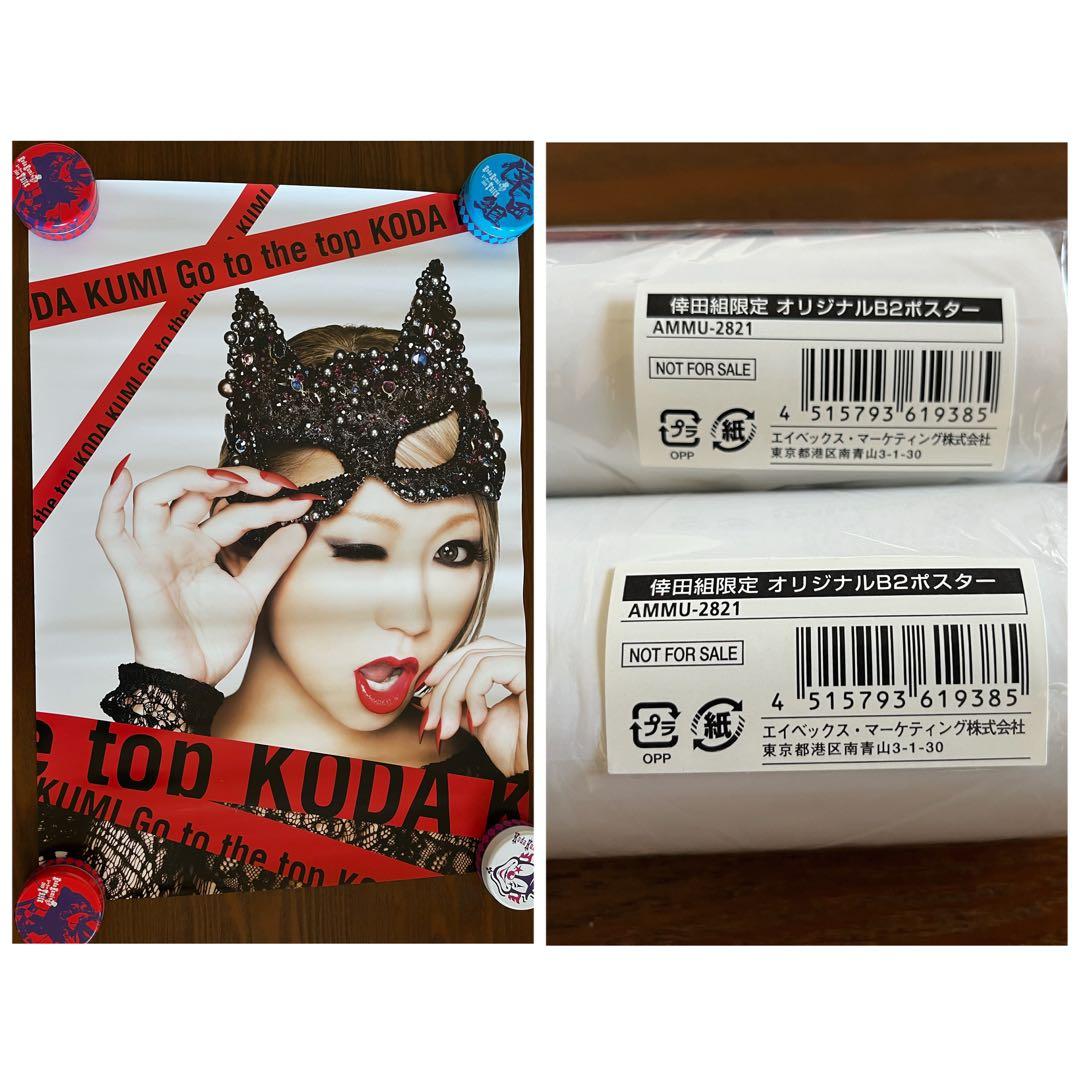 KUMI
ODA KUMI Go to the top KODA
the top KODA KUMI Go to the
e top KODA K
KUMI Go to the top Ko
倖田組限定 オリジナルB2ポスター
AMMU-2821
NOT FOR SALE
4 515793 619385
プラ
紙
OPP
エイベックス・マーケティング株式会社
東京都港区南青山3-1-30
倖田組限定 オリジナルB2ポスター
AMMU-2821
NOT FOR SALE
4 515793 619385
プラ
紙
OPP
エイベックス・マーケティング株式会社
東京都港区南青山3-1-30